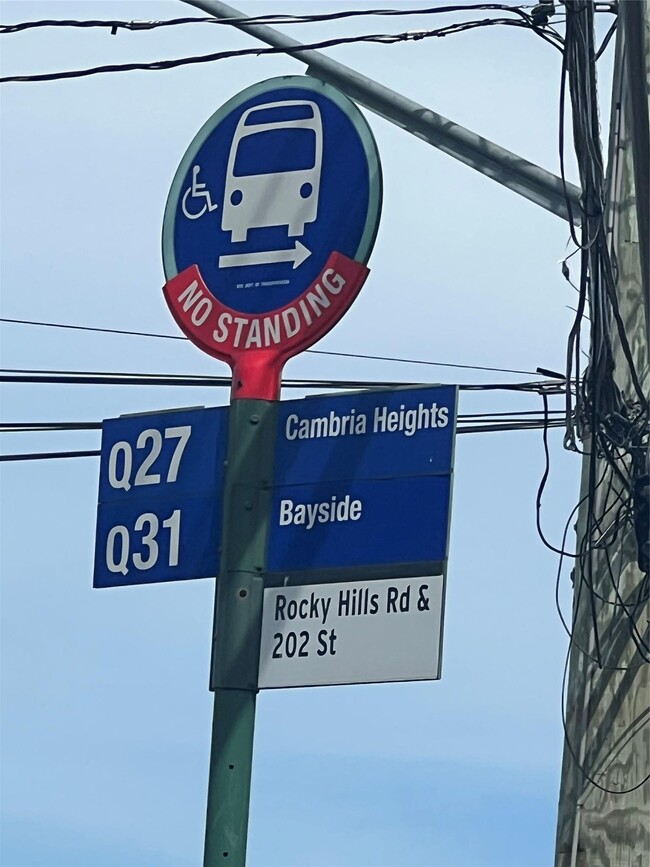 NO STANDING
Q27 Cambria Heights
Q31 Bayside
Rocky Hills Rd &
202 St